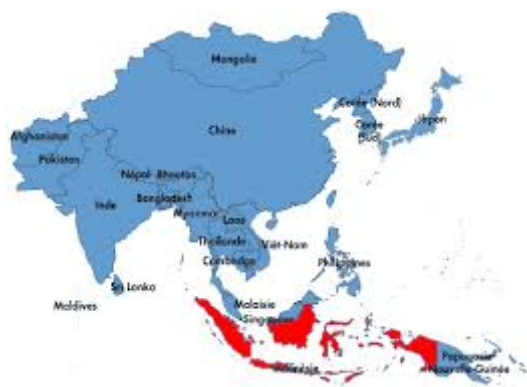 Mongolie
Corée (Nord)
Japon
Corée
(Sud)
Chine
Afghanistan
Pakistan
Népal
Bhoutan
Bangladesh
Inde
Myanmar
Laos
Thaïlande
Viêt-Nam
Cambodge
Philippines
Sri Lanka
Maldives
Malaisie
Singapour
Papouasie
Nouvelle-Guinée